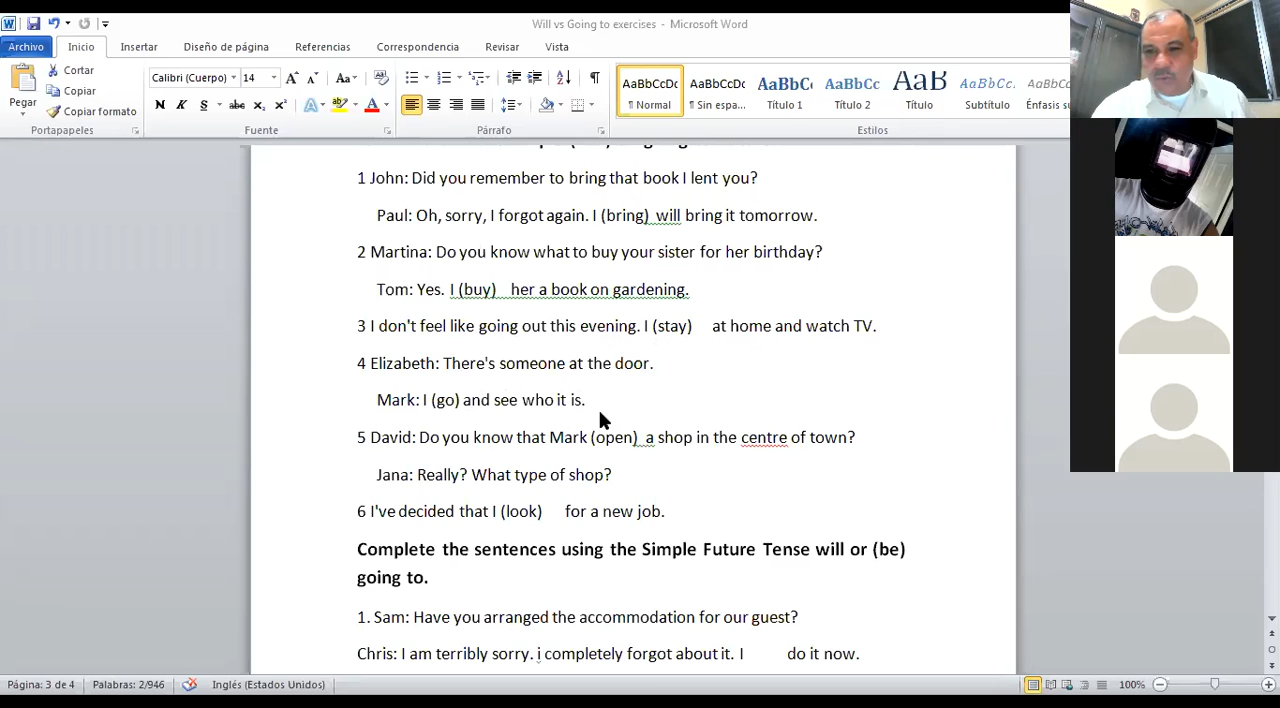 Will vs Going to exercises - Microsoft Word
Archivo Inicio Insertar Diseño de página Referencias Correspondencia Revisar Vista
Pegar
Cortar
Copiar
Copiar formato
Portapapeles
Calibri (Cuerpo) 14
Fuente
Párrafo
AaBbCcDc AaBbCcDc AaBbC AaBbCc AaB AaBbCcD AaBbCcD
¶ Normal ¶ Sin espa... Título 1 Título 2 Título Subtítulo Énfasis su
Estilos
1 John: Did you remember to bring that book I lent you?
Paul: Oh, sorry, I forgot again. I (bring) will bring it tomorrow.
2 Martina: Do you know what to buy your sister for her birthday?
Tom: Yes. I (buy) her a book on gardening.
3 I don't feel like going out this evening. I (stay) at home and watch TV.
4 Elizabeth: There's someone at the door.
Mark: I (go) and see who it is.
5 David: Do you know that Mark (open) a shop in the centre of town?
Jana: Really? What type of shop?
6 I've decided that I (look) for a new job.
Complete the sentences using the Simple Future Tense will or (be)
going to.
1. Sam: Have you arranged the accommodation for our guest?
Chris: I am terribly sorry. i completely forgot about it. I do it now.
Página: 3 de 4 Palabras: 2/946 Inglés (Estados Unidos) 100%